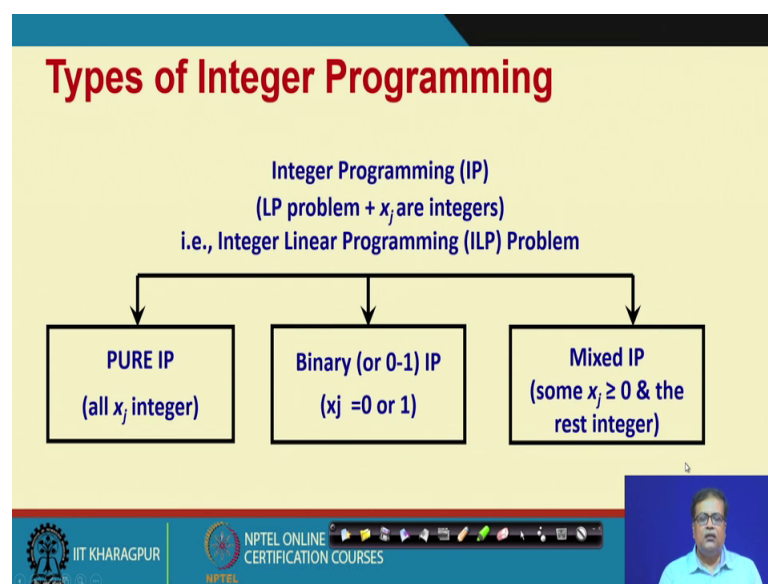 Types of Integer Programming
Integer Programming (IP)
(LP problem + xj are integers)
i.e., Integer Linear Programming (ILP) Problem
PURE IP
(all xj integer)
Binary (or 0-1) IP
(xj =0 or 1)
Mixed IP
(some xj ≥ 0 & the
rest integer)
IIT KHARAGPUR
NPTEL
NPTEL ONLINE
CERTIFICATION COURSES